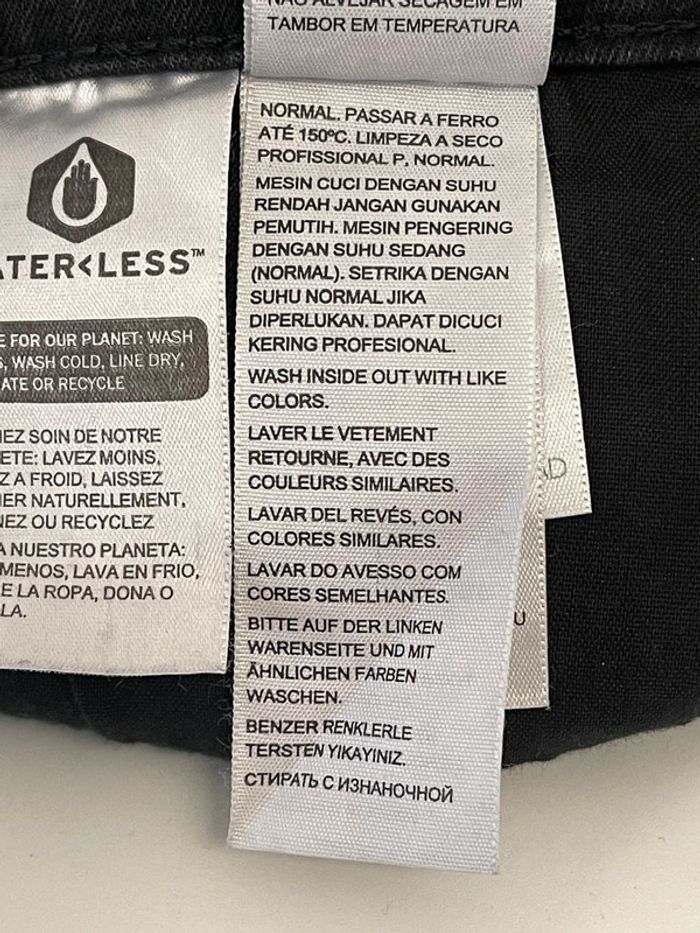 TAMBOR EM TEMPERATURA
NORMAL. PASSAR A FERRO
ATÉ 150ºC. LIMPEZA A SECO
PROFISSIONAL P, NORMAL.
MESIN CUCI DENGAN SUHU
RENDAH JANGAN GUNAKAN
PEMUTIH. MESIN PENGERING
DENGAN SUHU SEDANG
(NORMAL). SETRIKA DENGAN
SUHU NORMAL JIKA
DIPERLUKAN. DAPAT DICUCI
KERING PROFESIONAL.
WASH INSIDE OUT WITH LIKE
COLORS.
LAVER LE VETEMENT
RETOURNE, AVEC DES
COULEURS SIMILAIRES.
LAVAR DEL REVÉS, CON
COLORES SIMILARES.
LAVAR DO AVESSO COM
CORES SEMELHANTES.
BITTE AUF DER LINKEN
WARENSEITE UND MIT
ÄHNLICHEN FARBEN
WASCHEN.
BENZER RENKLERLE
TERSTEN YIKAYINIZ.
СТИРАТЬ С ИЗНАНОЧНОЙ
ATER<LESS™
E FOR OUR PLANET: WASH
S, WASH COLD, LINE DRY,
ATE OR RECYCLE
EZ SOIN DE NOTRE
ETE: LAVEZ MOINS,
Z A FROID, LAISSEZ
ER NATURELLEMENT,
NEZ OU RECYCLEZ
A NUESTRO PLANETA:
MENOS, LAVA EN FRIO,
E LA ROPA, DONA O
LA.
AD
U